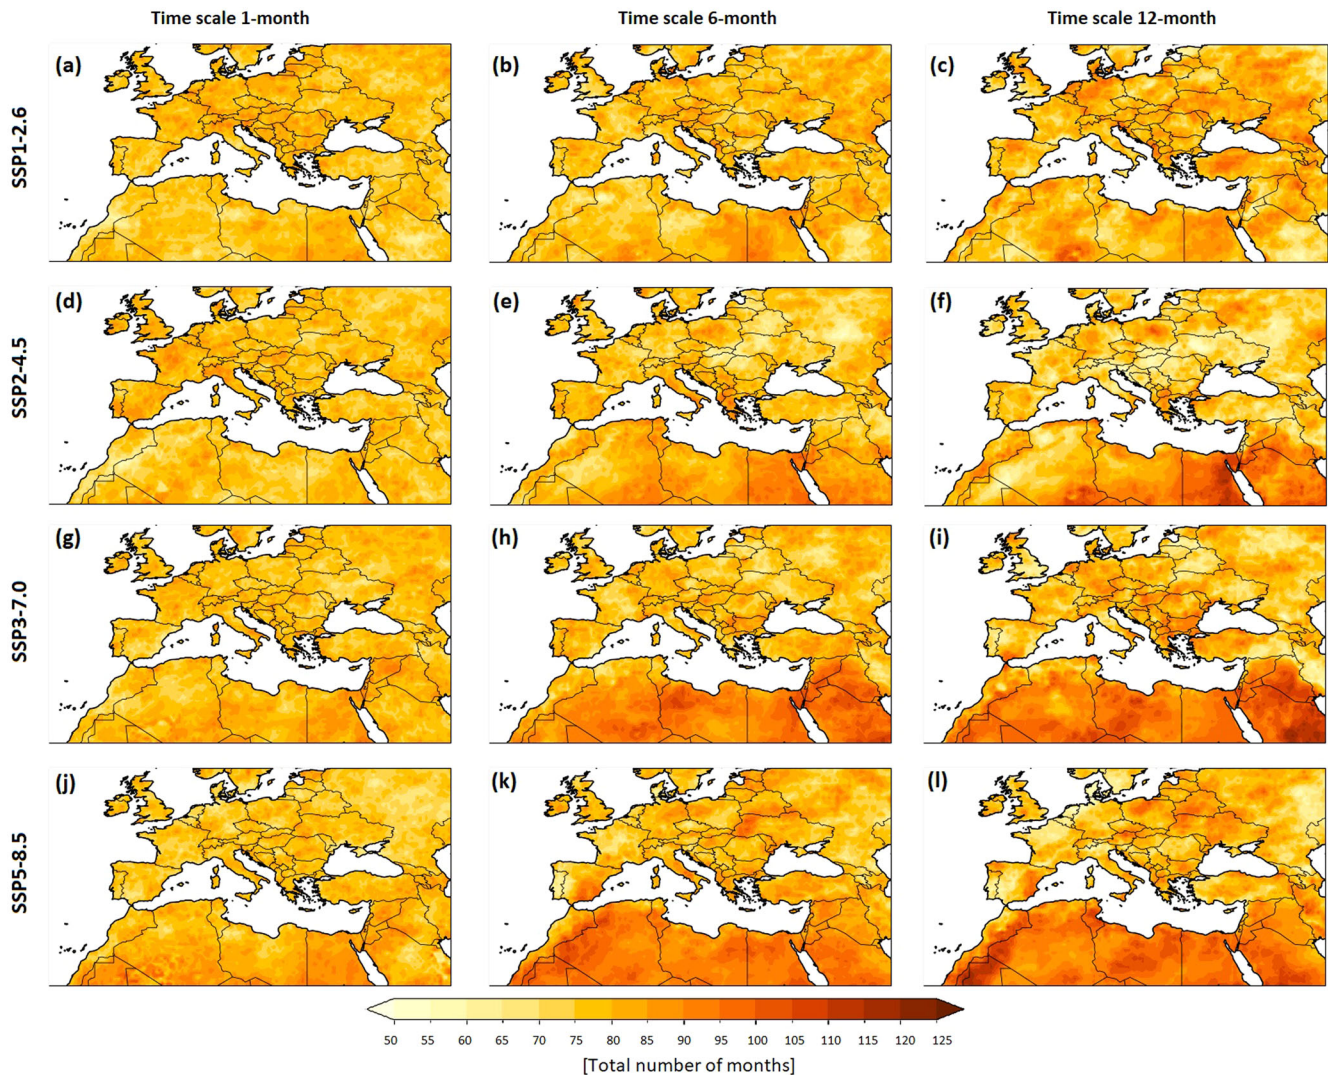 Time scale 1-month Time scale 6-month Time scale 12-month
SSP1-2.6
(a) (b) (c)
SSP2-4.5
(d) (e) (f)
SSP3-7.0
(g) (h) (i)
SSP5-8.5
(j) (k) (l)
50 55 60 65 70 75 80 85 90 95 100 105 110 115 120 125
[Total number of months]